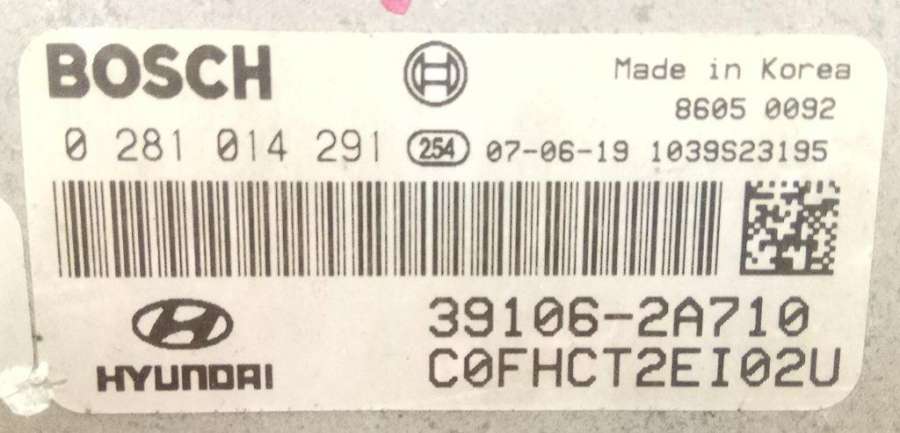 BOSCH
Made in Korea
8605 0092
0 281 014 291 254 07-06-19 1039S23195
39106-2A710
HYUNDAI
C0FHCT2EI02U